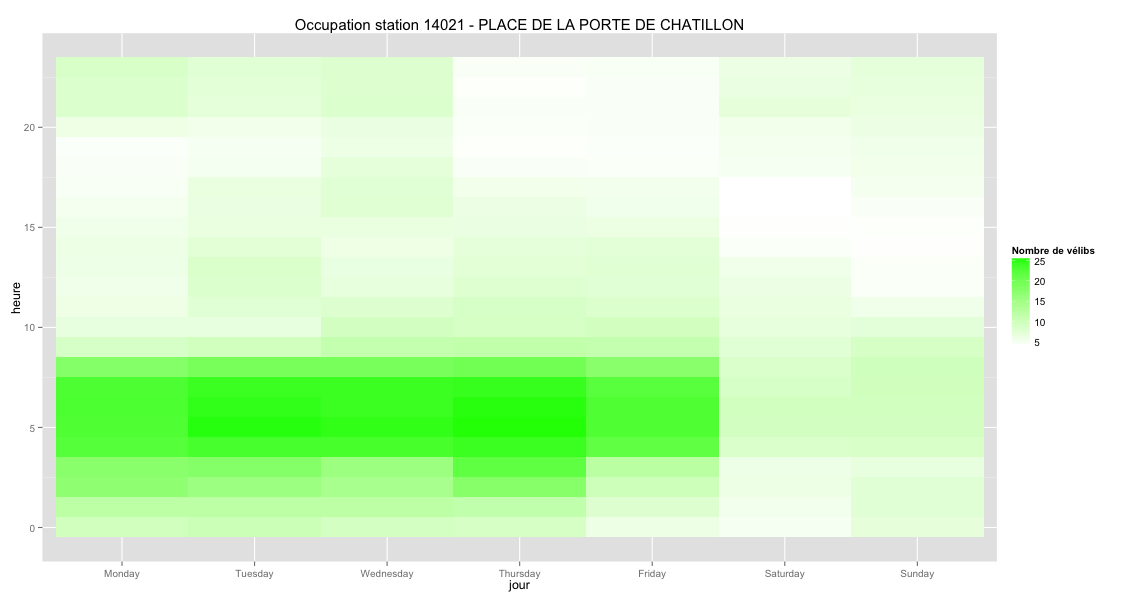 Occupation station 14021 - PLACE DE LA PORTE DE CHATILLON
heure
20
15
10
5
0
Monday Tuesday Wednesday Thursday Friday Saturday Sunday
jour
Nombre de vélibs
25
20
15
10
5